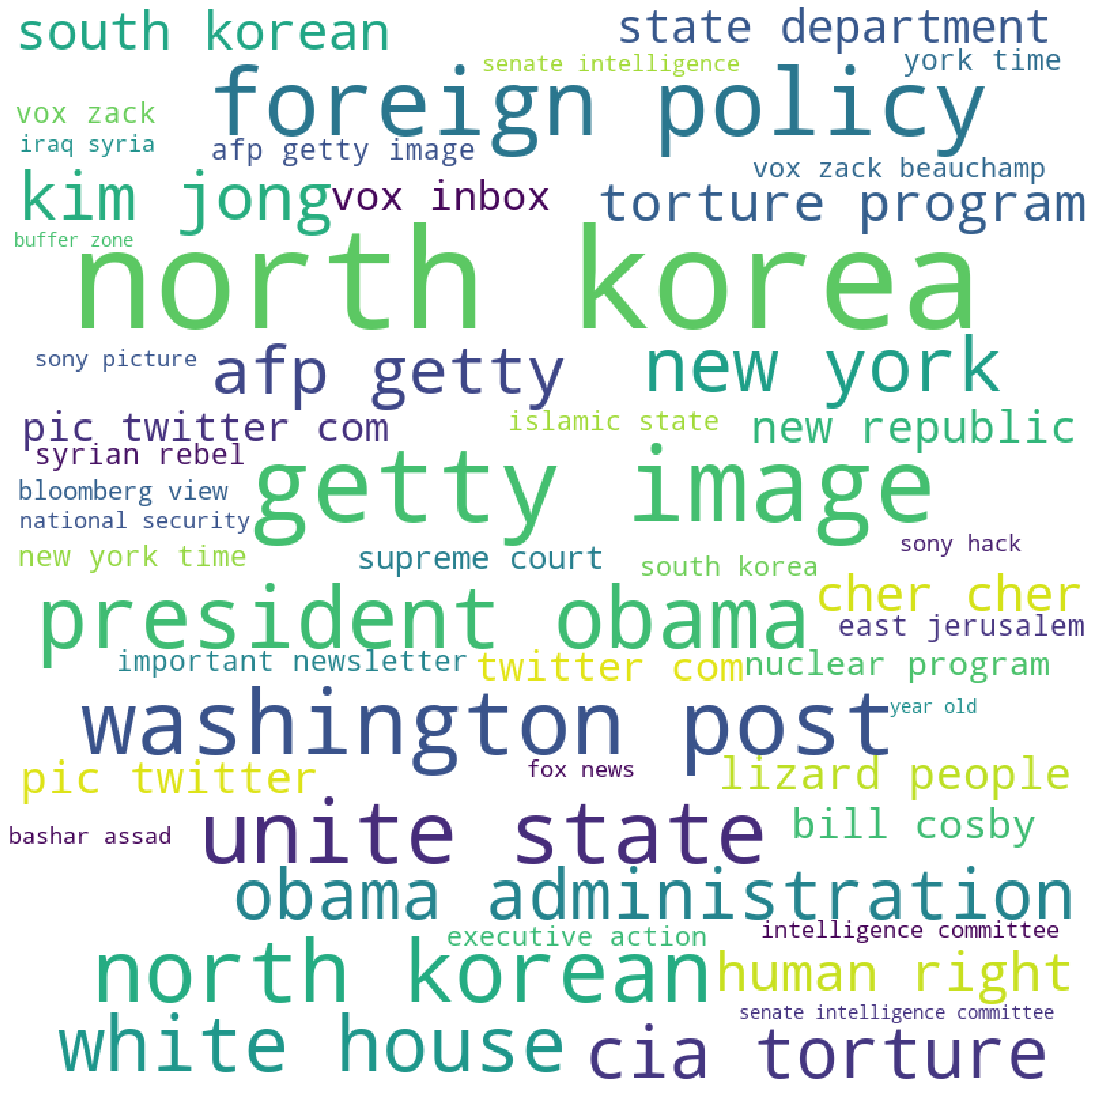 south korean
state department
senate intelligence
york time
foreign policy
vox zack
iraq syria
afp getty image
vox zack beauchamp
kim jong
vox inbox
torture program
buffer zone
north korea
sony picture
afp getty
new york
pic twitter com
islamic state
new republic
syrian rebel
getty image
bloomberg view
national security
new york time
supreme court
sony hack
south korea
president obama
cher cher
east jerusalem
important newsletter
twitter com
nuclear program
washington post
year old
pic twitter
fox news
lizard people
bashar assad
unite state
bill cosby
obama administration
executive action
intelligence committee
north korean
human right
senate intelligence committee
white house
cia torture